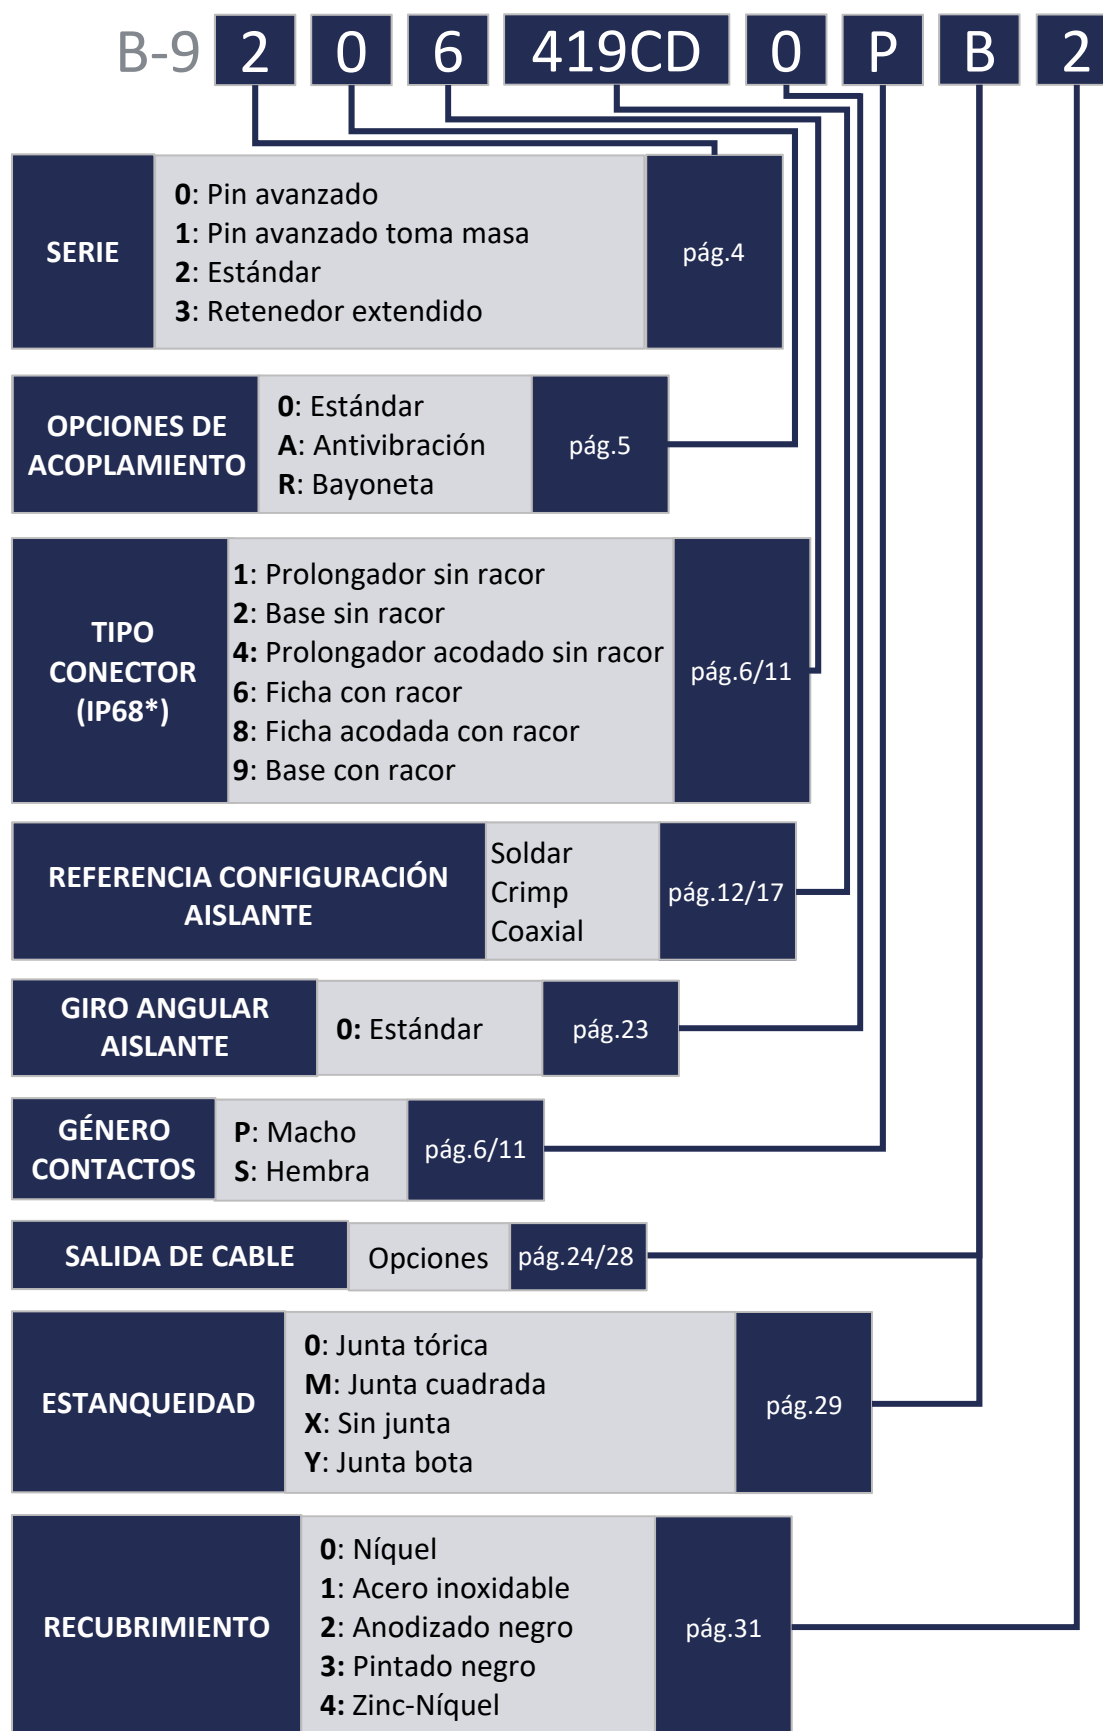 B-9 2 0 6 419CD 0 P B 2
SERIE
0: Pin avanzado
1: Pin avanzado toma masa
2: Estándar
3: Retenedor extendido
pág.4
OPCIONES DE
ACOPLAMIENTO
0: Estándar
A: Antivibración
R: Bayoneta
pág.5
TIPO
CONECTOR
(IP68*)
1: Prolongador sin racor
2: Base sin racor
4: Prolongador acodado sin racor
6: Ficha con racor
8: Ficha acodada con racor
9: Base con racor
pág.6/11
REFERENCIA CONFIGURACIÓN
AISLANTE
Soldar
Crimp
Coaxial
pág.12/17
GIRO ANGULAR
AISLANTE
0: Estándar
pág.23
GÉNERO
CONTACTOS
P: Macho
S: Hembra
pág.6/11
SALIDA DE CABLE
Opciones
pág.24/28
ESTANQUEIDAD
0: Junta tórica
M: Junta cuadrada
X: Sin junta
Y: Junta bota
pág.29
RECUBRIMIENTO
0: Níquel
1: Acero inoxidable
2: Anodizado negro
3: Pintado negro
4: Zinc-Níquel
pág.31